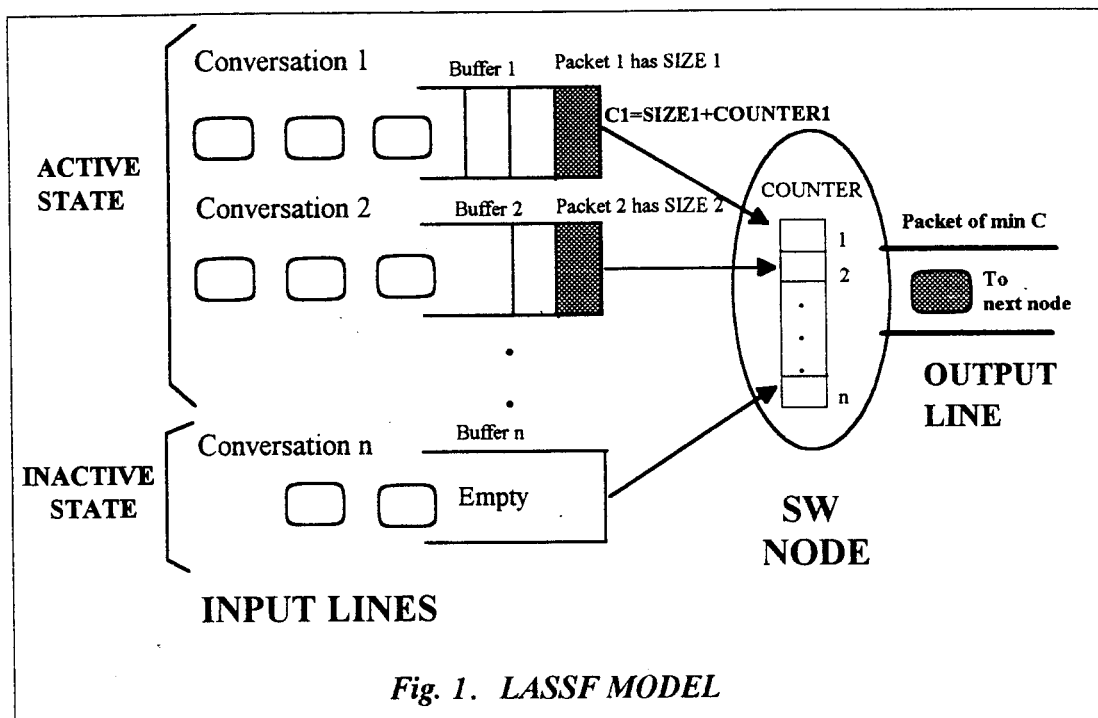 Conversation 1
Buffer 1
Packet 1 has SIZE 1
C1=SIZE1+COUNTER1
ACTIVE
STATE
Conversation 2
Buffer 2
Packet 2 has SIZE 2
COUNTER
1
2
n
Packet of min C
To
next node
OUTPUT
LINE
INACTIVE
STATE
Conversation n
Buffer n
Empty
SW
NODE
INPUT LINES
Fig. 1. LASSF MODEL